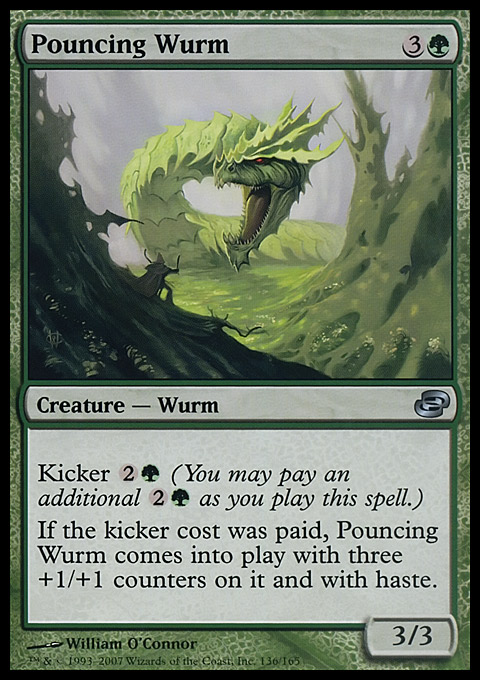 Pouncing Wurm 3
Creature — Wurm
Kicker 2 (You may pay an
additional 2 as you play this spell.)
If the kicker cost was paid, Pouncing
Wurm comes into play with three
+1/+1 counters on it and with haste.
William O'Connor
3/3
™ & © 1993-2007 Wizards of the Coast, Inc. 136/165